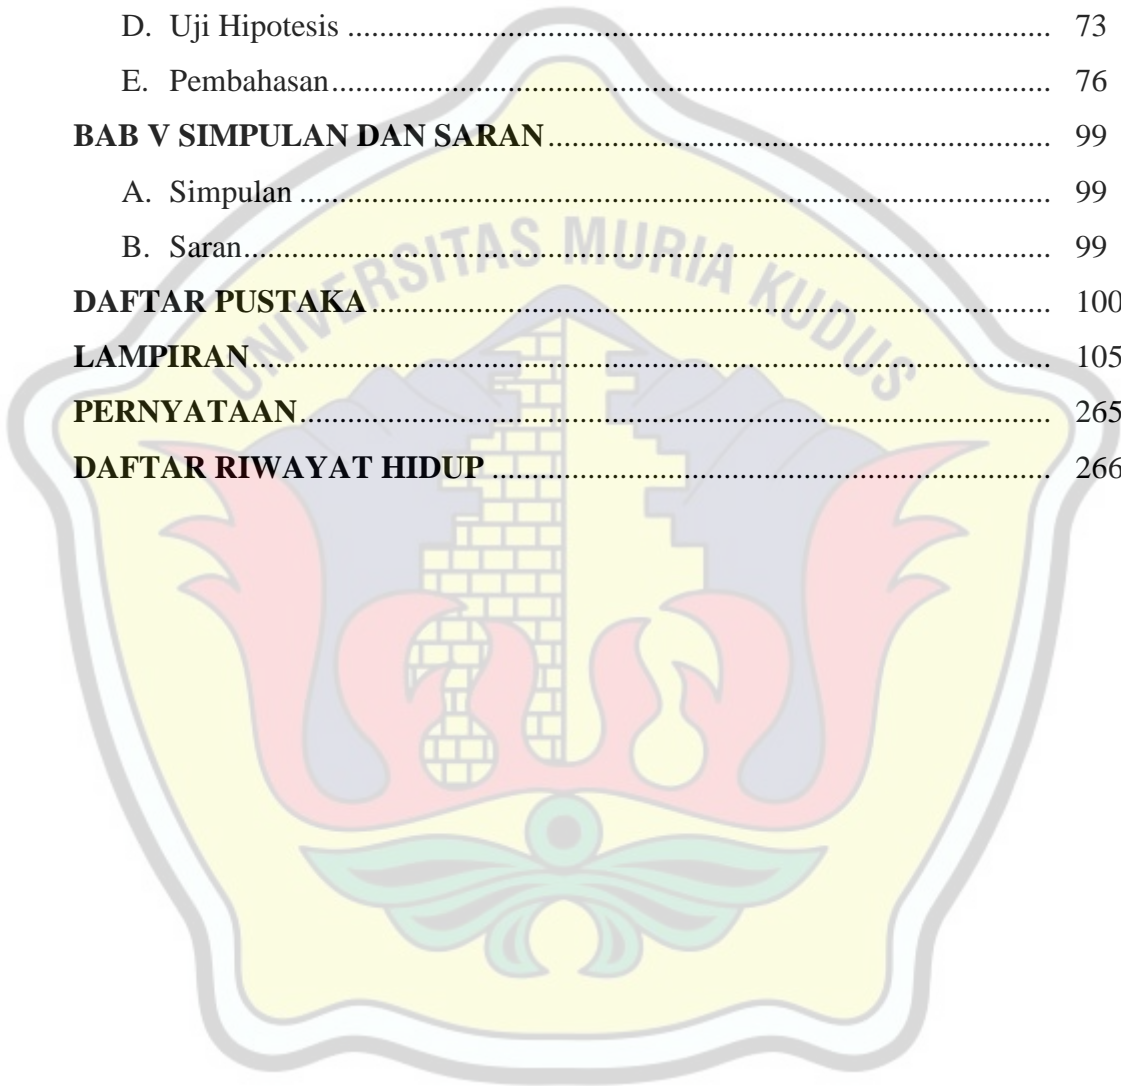 D. Uji Hipotesis ........................................................................................ 73
E. Pembahasan .......................................................................................... 76
BAB V SIMPULAN DAN SARAN ............................................................... 99
A. Simpulan .............................................................................................. 99
B. Saran..................................................................................................... 99
DAFTAR PUSTAKA ..................................................................................... 100
LAMPIRAN.................................................................................................... 105
PERNYATAAN.............................................................................................. 265
DAFTAR RIWAYAT HIDUP ...................................................................... 266
UNIVERSITAS MURIA KUDUS